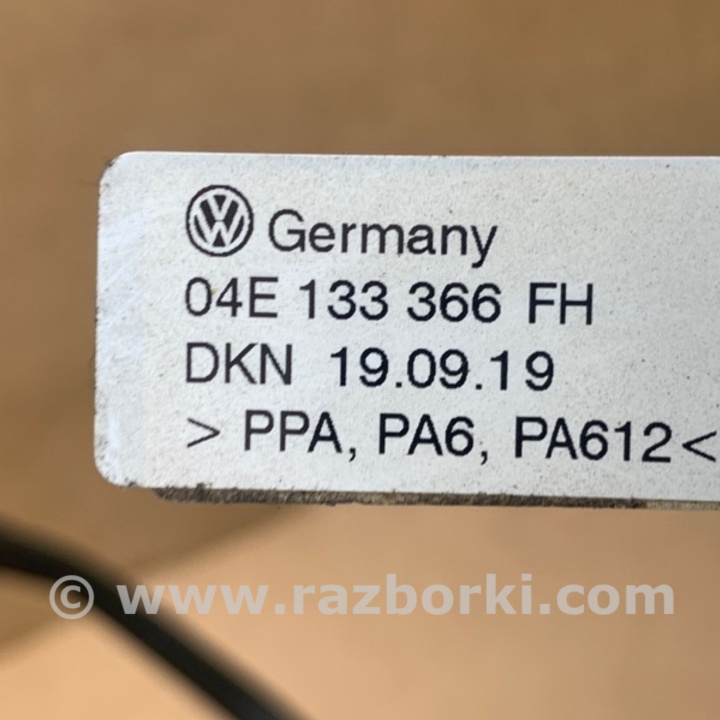 Germany
04E 133 366 FH
DKN 19.09.19
> PPA, PA6, PA612<
© www.razborki.com